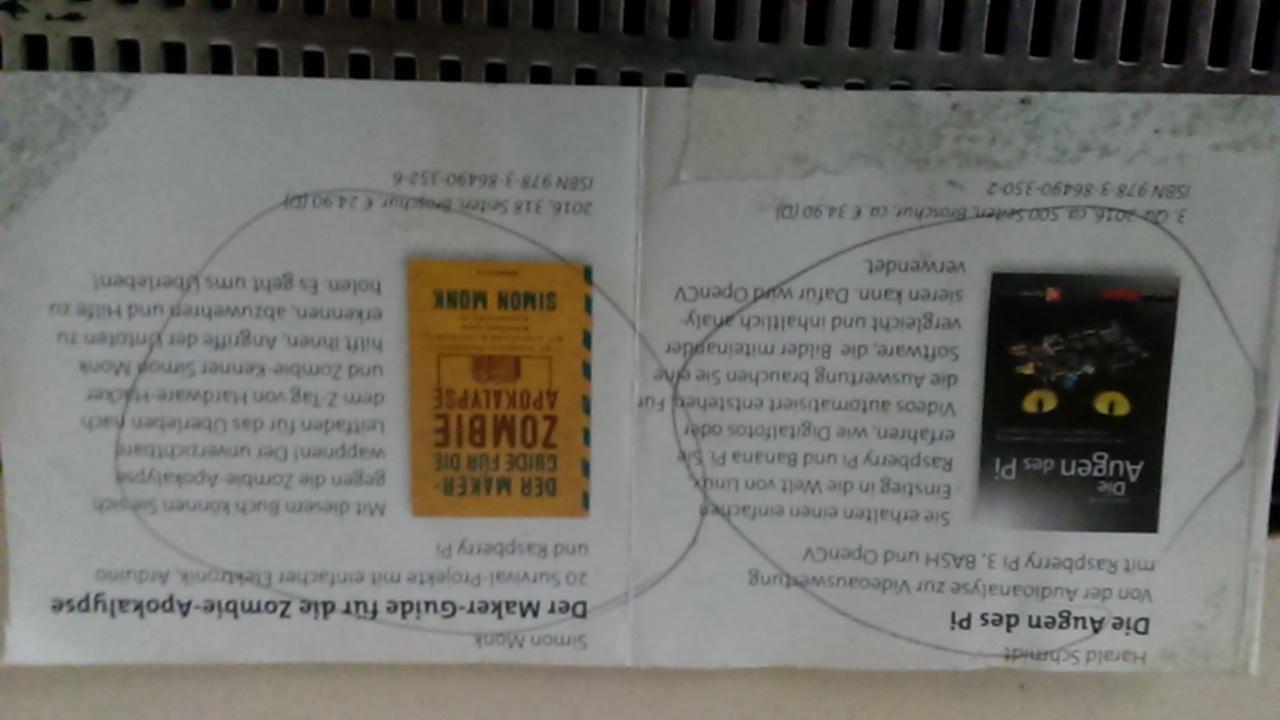 Harald Schmidt
Die Augen des Pi
Von der Audioanalyse zur Videoauswertung
mit Raspberry Pi 3, BASH und OpenCV
Die
Augen des Pi
Sie erhalten einen einfachen
Einstieg in die Welt von Linux,
Raspberry Pi und Banana Pi. Sie
erfahren, wie Digitalfotos oder
Videos automatisiert entstehen. Für
die Auswertung brauchen Sie eine
Software, die Bilder miteinander
vergleicht und inhaltlich analy-
sieren kann. Dafür wird OpenCV
verwendet.
3. Qu. 2016, ca. 500 Seiten, Broschur, ca. € 34,90 (D)
ISBN 978-3-86490-350-2
Simon Monk
Der Maker-Guide für die Zombie-Apokalypse
20 Survival-Projekte mit einfacher Elektronik, Arduino
und Raspberry Pi
DER MAKER-
GUIDE FÜR DIE
ZOMBIE
APOKALYPSE
SIMON MONK
Mit diesem Buch können Sie sich
gegen die Zombie-Apokalypse
wappnen! Der unverzichtbare
Leitfaden für das Überleben nach
dem Z-Tag von Hardware-Hacker
und Zombie-Kenner Simon Monk
hilft Ihnen, Angriffe der Untoten zu
erkennen, abzuwehren und Hilfe zu
holen. Es geht ums Überleben!
2016, 318 Seiten, Broschur, € 24,90 (D)
ISBN 978-3-86490-352-6